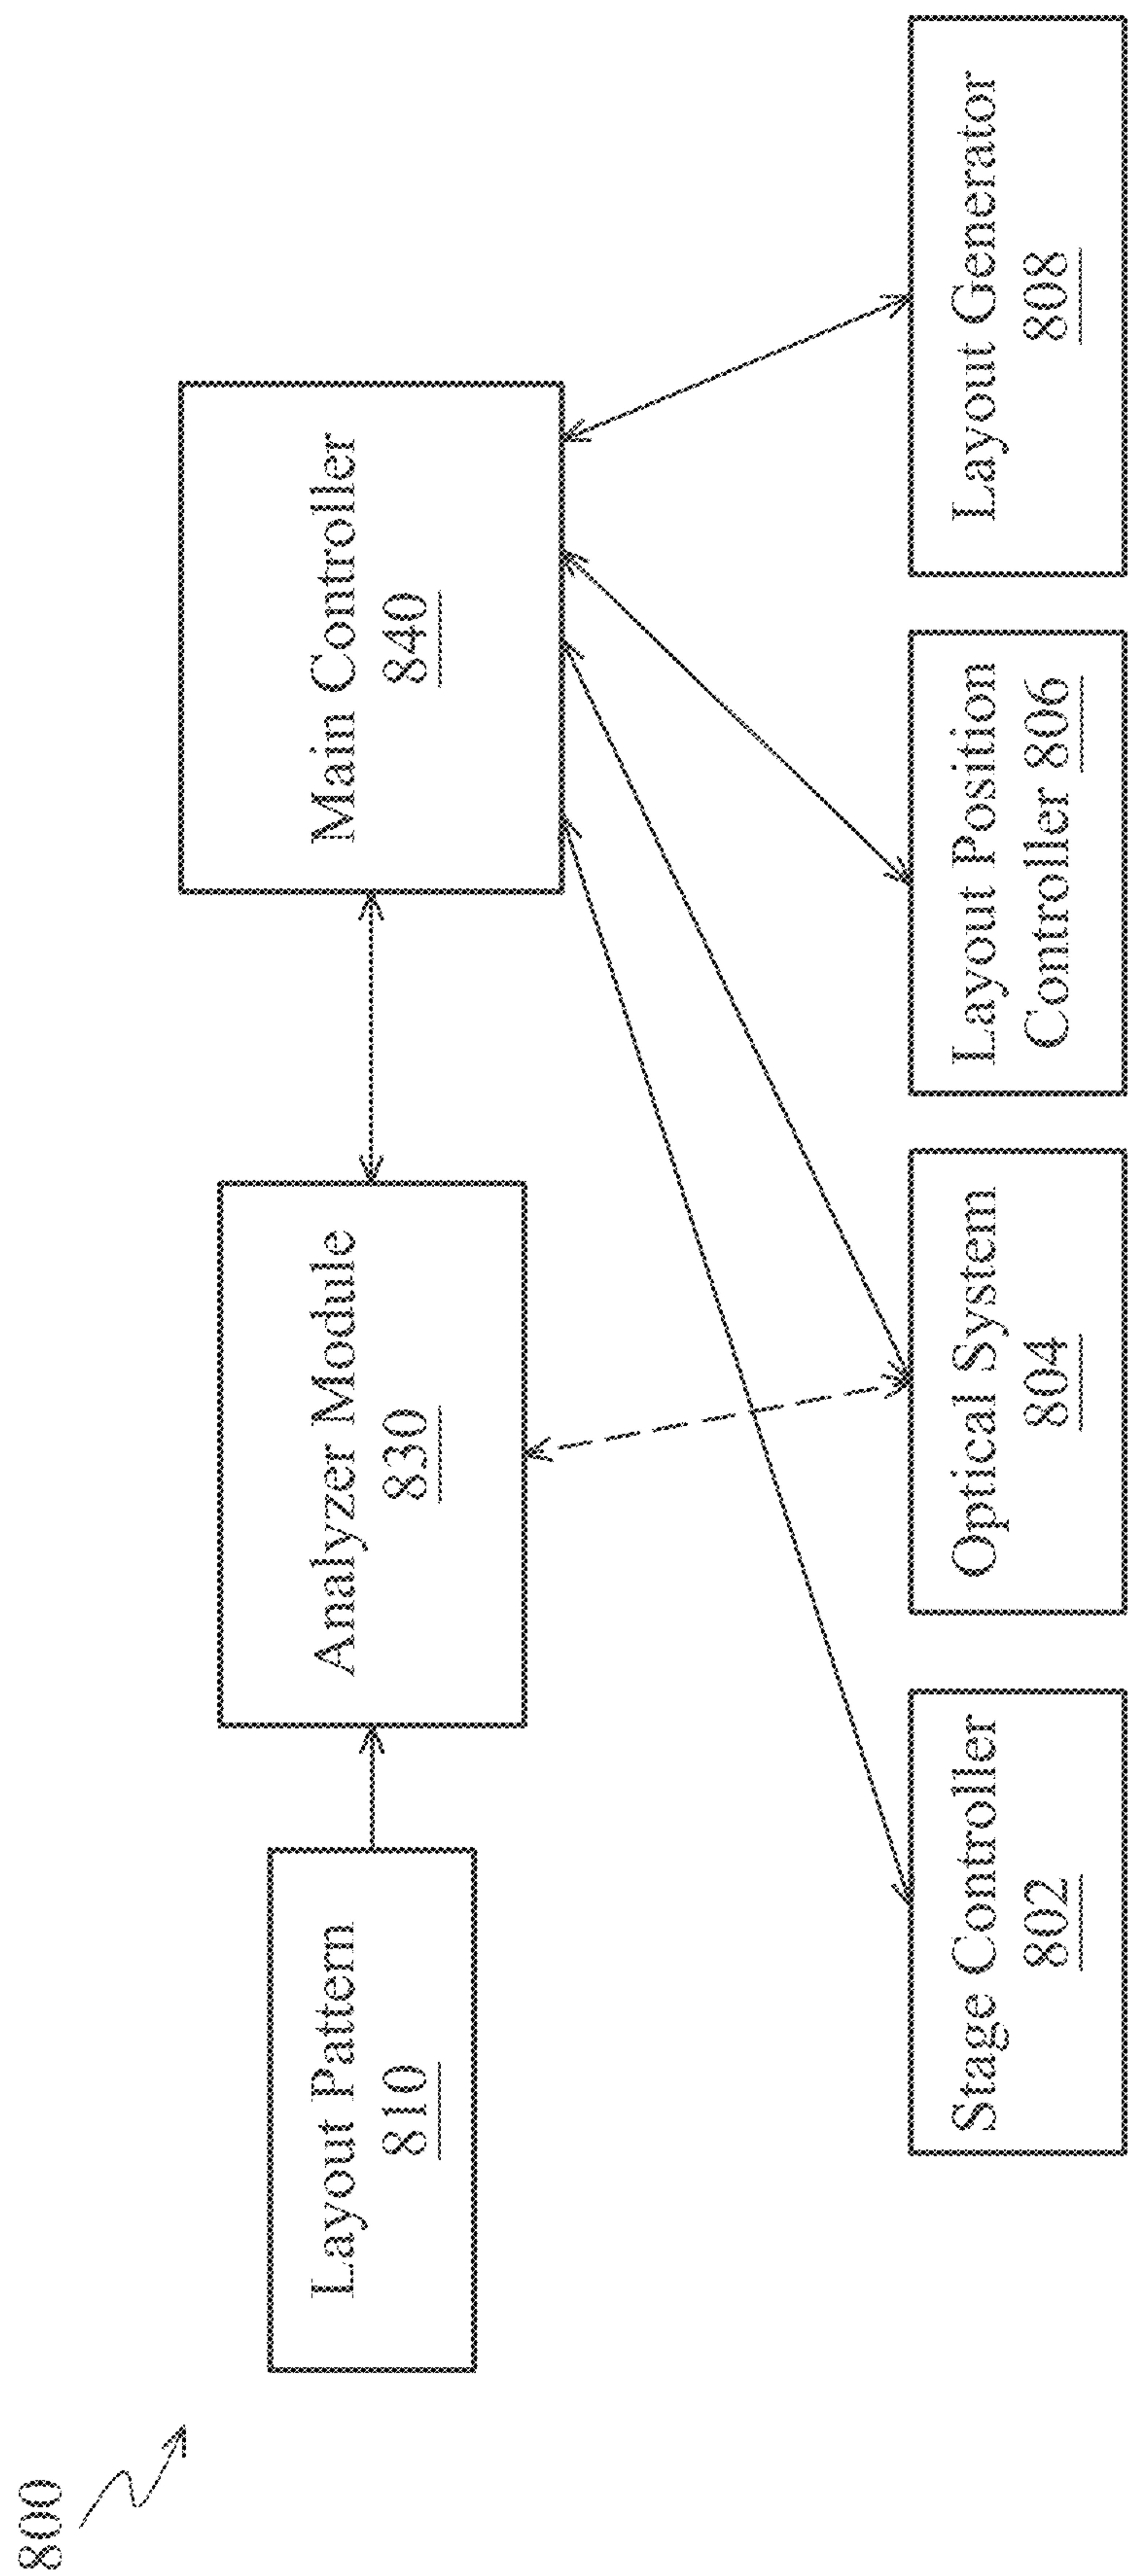 800
Layout Pattern
810
Analyzer Module
830
Main Controller
840
Stage Controller
802
Optical System
804
Layout Position
Controller 806
Layout Generator
808